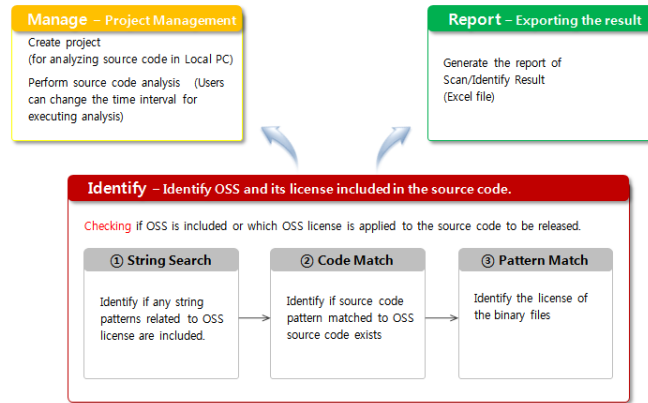 Manage – Project Management
Create project
(for analyzing source code in Local PC)
Perform source code analysis (Users
can change the time interval for
executing analysis)
Report – Exporting the result
Generate the report of
Scan/Identify Result
(Excel file)
Identify – Identify OSS and its license included in the source code.
Checking if OSS is included or which OSS license is applied to the source code to be released.
① String Search
Identify if any string
patterns related to OSS
license are included.
② Code Match
Identify if source code
pattern matched to OSS
source code exists
③ Pattern Match
Identify the license of
the binary files